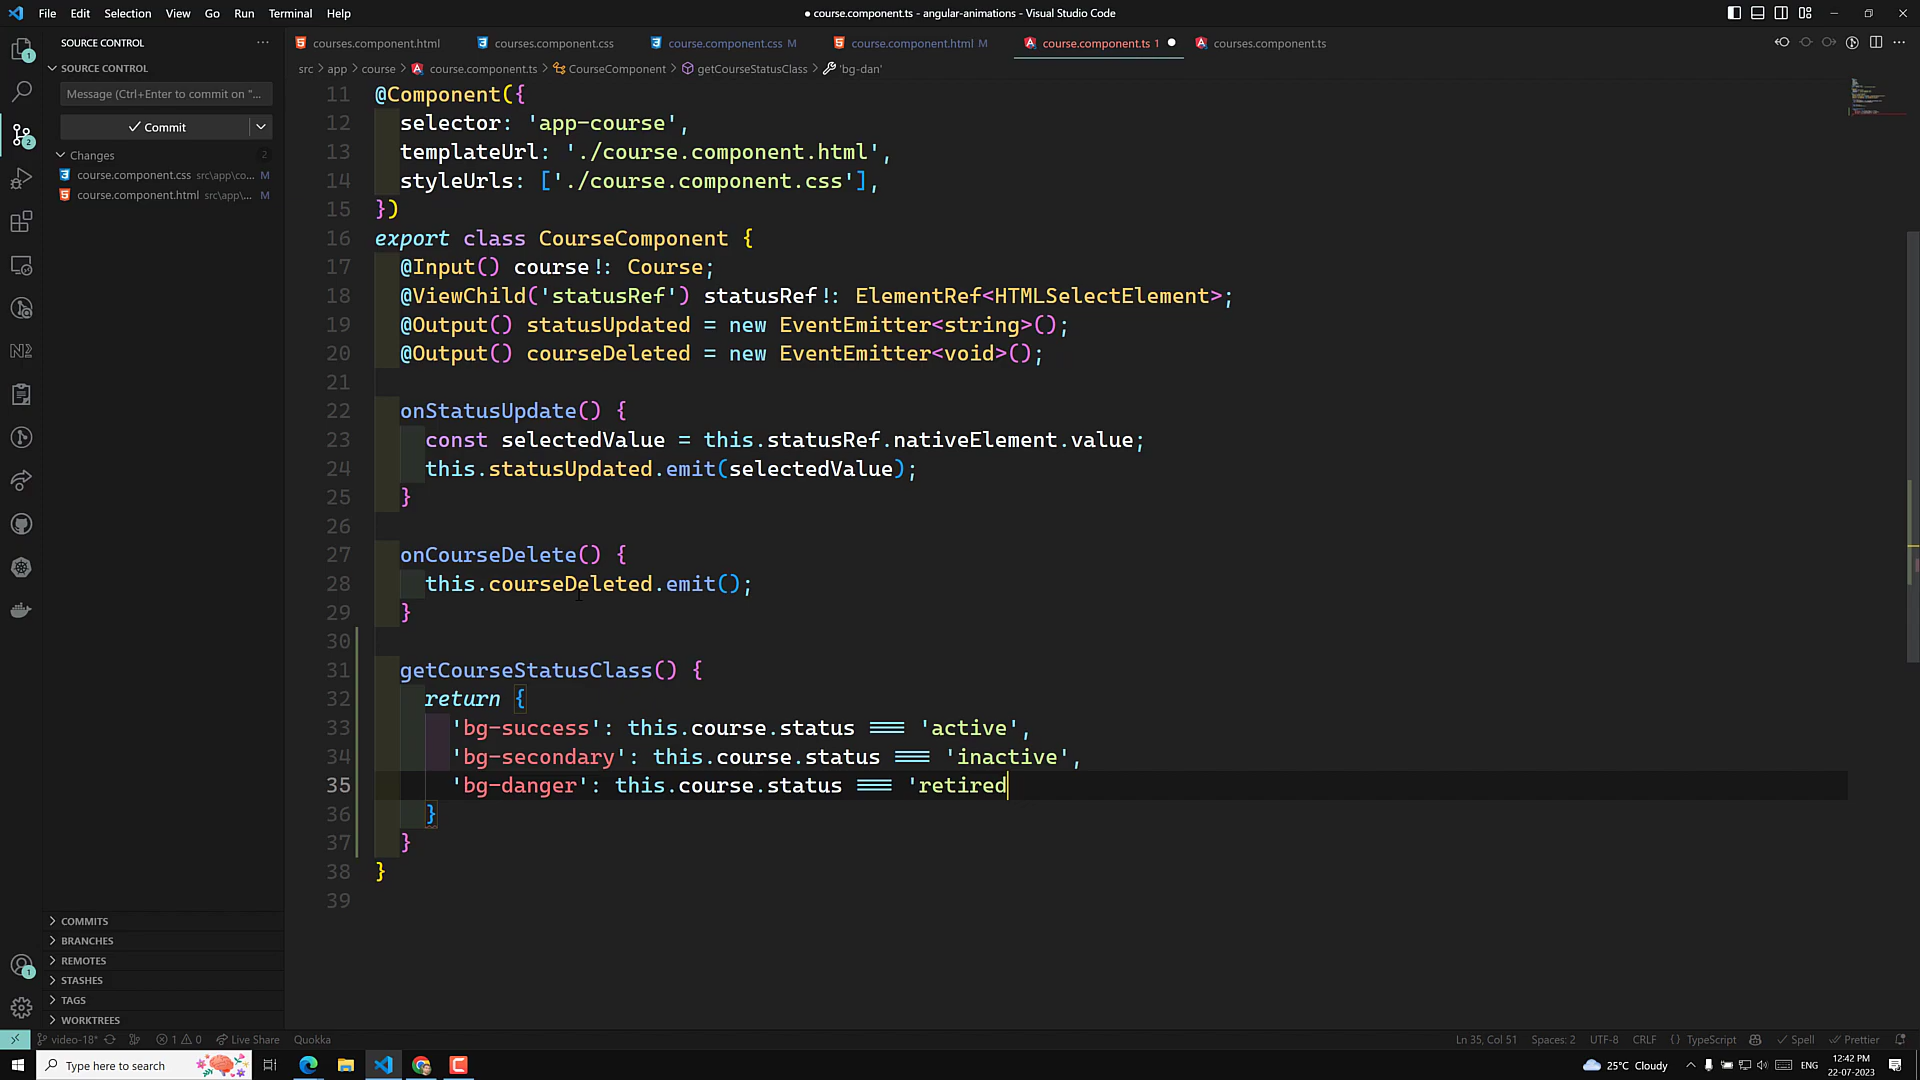 File Edit Selection View Go Run Terminal Help
● course.component.ts - angular-animations - Visual Studio Code
SOURCE CONTROL ···
courses.component.html courses.component.css course.component.css M course.component.html M course.component.ts 1 ● courses.component.ts
SOURCE CONTROL
src > app > course > course.component.ts > CourseComponent > getCourseStatusClass > 'bg-dan'
Message (Ctrl+Enter to commit on "...
Commit
Changes 2
course.component.css src\app\co... M
course.component.html src\app\... M
11 @Component({
12 selector: 'app-course',
13 templateUrl: './course.component.html',
14 styleUrls: ['./course.component.css'],
15 })
16 export class CourseComponent {
17 @Input() course!: Course;
18 @ViewChild('statusRef') statusRef!: ElementRef<HTMLSelectElement>;
19 @Output() statusUpdated = new EventEmitter<string>();
20 @Output() courseDeleted = new EventEmitter<void>();
21
22 onStatusUpdate() {
23 const selectedValue = this.statusRef.nativeElement.value;
24 this.statusUpdated.emit(selectedValue);
25 }
26
27 onCourseDelete() {
28 this.courseDeleted.emit();
29 }
30
31 getCourseStatusClass() {
32 return {
33 'bg-success': this.course.status === 'active',
34 'bg-secondary': this.course.status === 'inactive',
35 'bg-danger': this.course.status === 'retired
36 }
37 }
38 }
39
COMMITS
BRANCHES
REMOTES
STASHES
TAGS
WORKTREES
video-18* 1 0 Live Share Quokka Ln 35, Col 51 Spaces: 2 UTF-8 CRLF { } TypeScript Spell Prettier
Type here to search 25°C Cloudy ENG 12:42 PM
22-07-2023